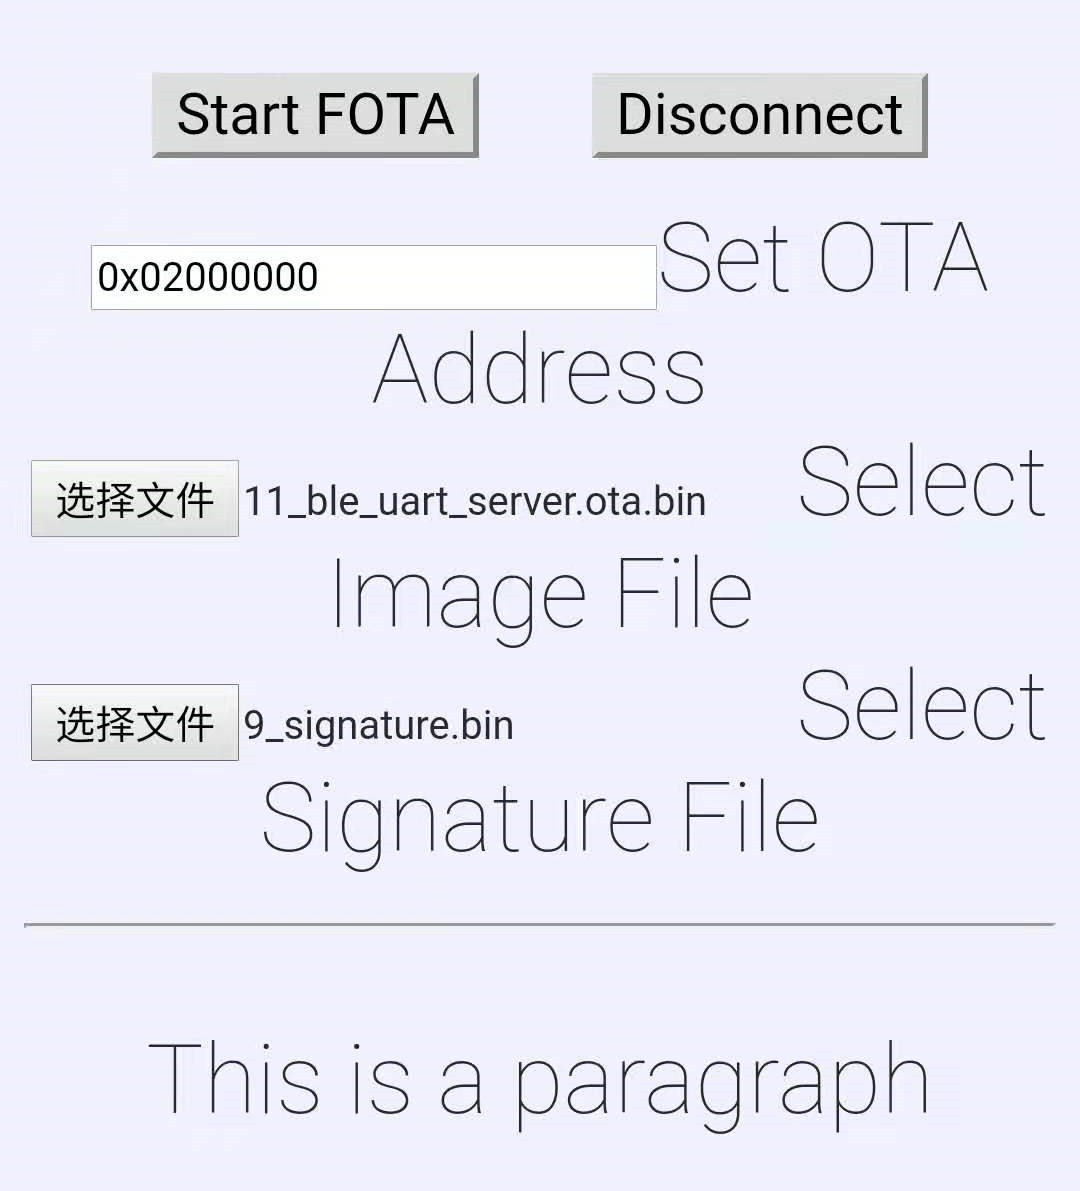 Start FOTA Disconnect
0x02000000 Set OTA
Address
选择文件 11_ble_uart_server.ota.bin Select
Image File
选择文件 9_signature.bin Select
Signature File
This is a paragraph